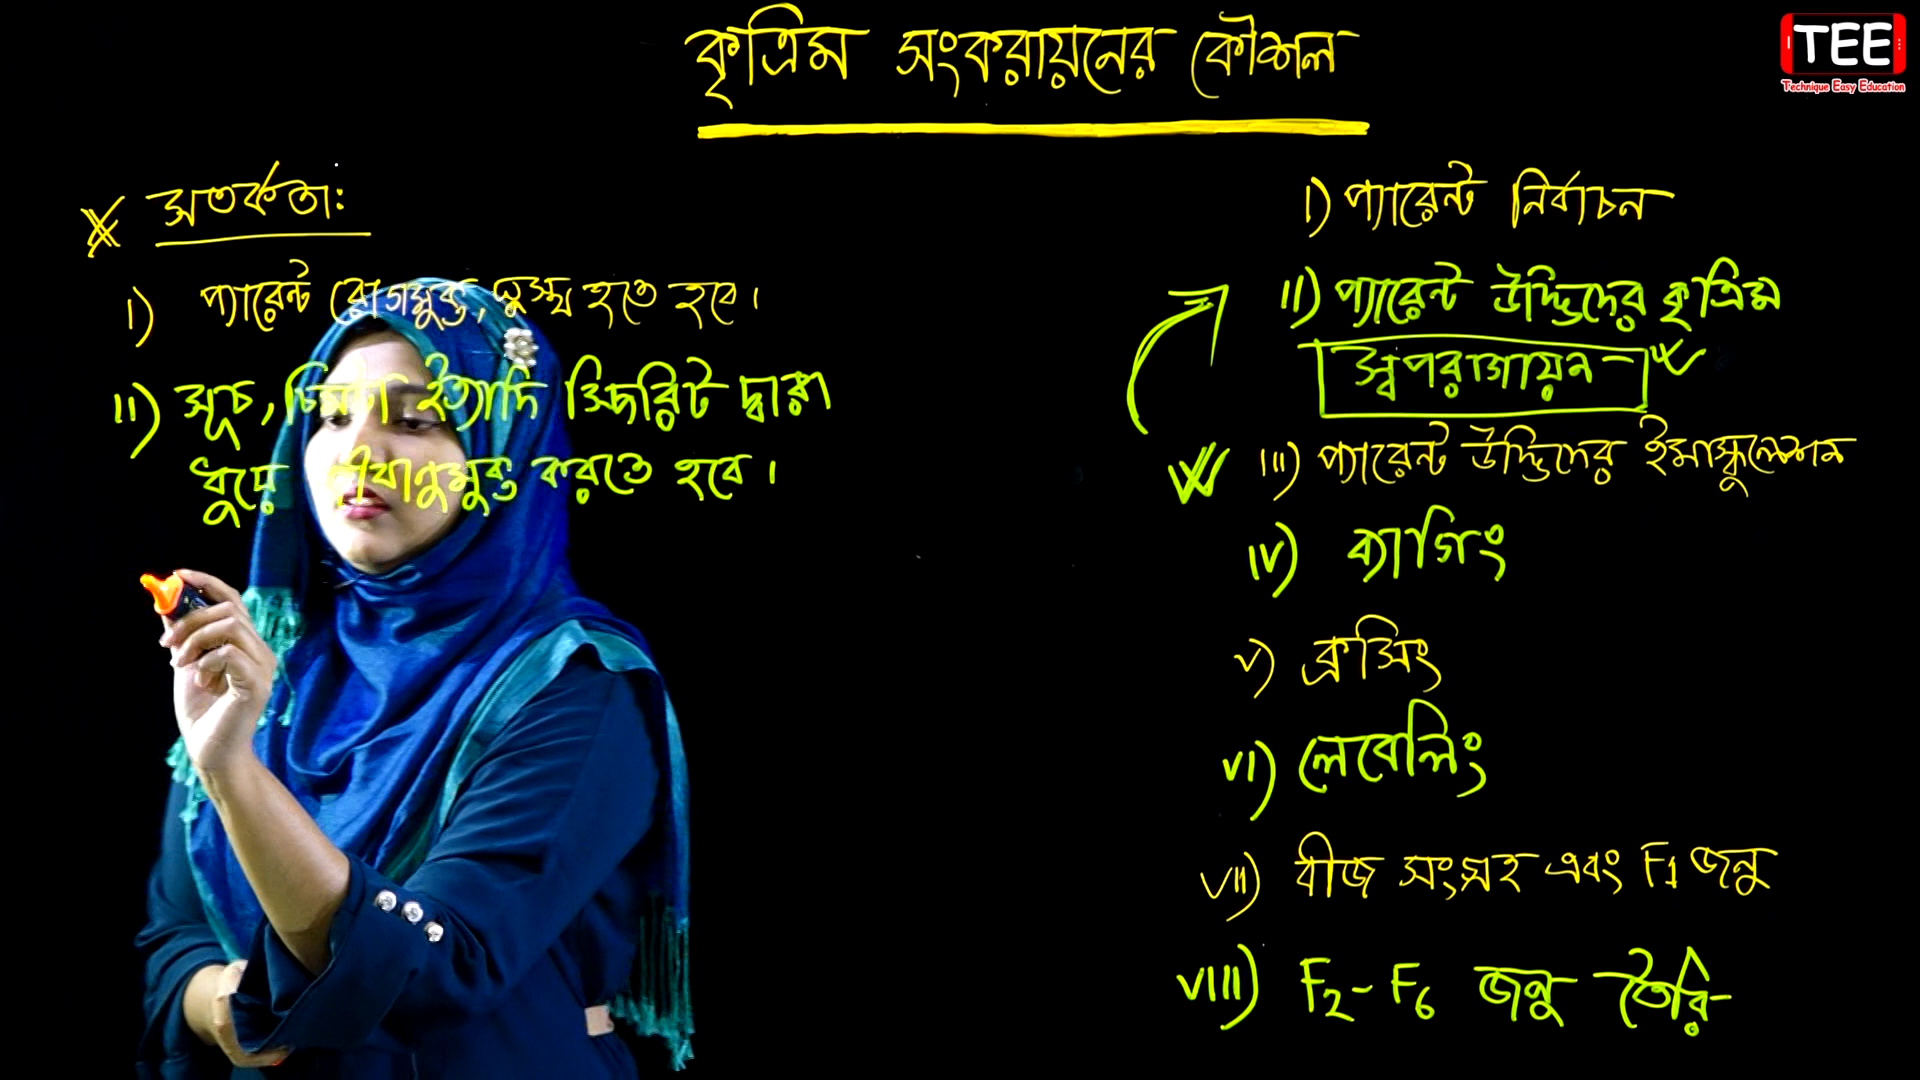 কৃত্রিম সংকরায়নের কৌশল
TEE
Technique Easy Education
সতর্কতাঃ
i) প্যারেন্ট রোগমুক্ত, সুস্থ হতে হবে।
ii) সূচ, চিমটা ইত্যাদি স্পিরিট দ্বারা
ধুয়ে জীবানুমুক্ত করতে হবে।
i) প্যারেন্ট নির্বাচন
ii) প্যারেন্ট উদ্ভিদের কৃত্রিম
স্বপরাগায়ন
iii) প্যারেন্ট উদ্ভিদের ইমাস্কুলেশন
iv) ব্যাগিং
v) ক্রসিং
vi) লেবেলিং
vii) বীজ সংগ্রহ এবং F1 জনু
viii) F2-F6 জনু তৈরি